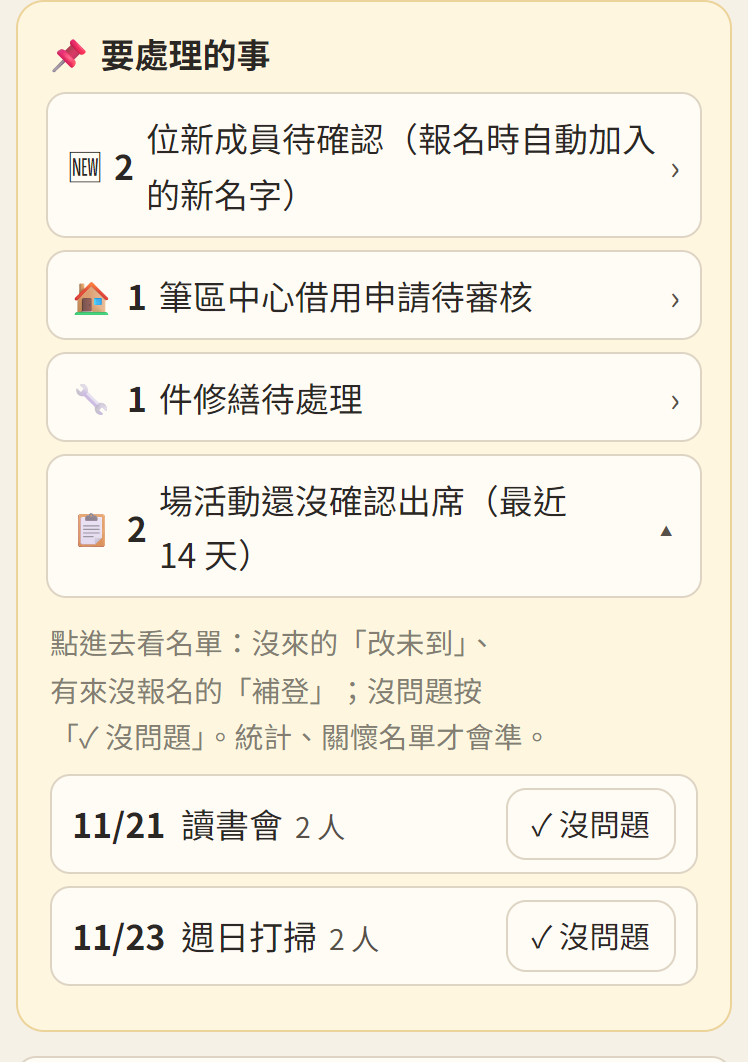 📌 要處理的事
🆕 2 位新成員待確認（報名時自動加入
的新名字） ›
🏠 1 筆區中心借用申請待審核 ›
🔧 1 件修繕待處理 ›
📋 2 場活動還沒確認出席（最近
14 天） ▲
點進去看名單：沒來的「改未到」、
有來沒報名的「補登」；沒問題按
「✓ 沒問題」。統計、關懷名單才會準。
11/21 讀書會 2 人 ✓ 沒問題
11/23 週日打掃 2 人 ✓ 沒問題